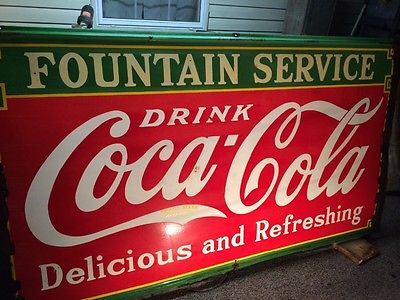 FOUNTAIN SERVICE
DRINK
Coca-Cola
Delicious and Refreshing